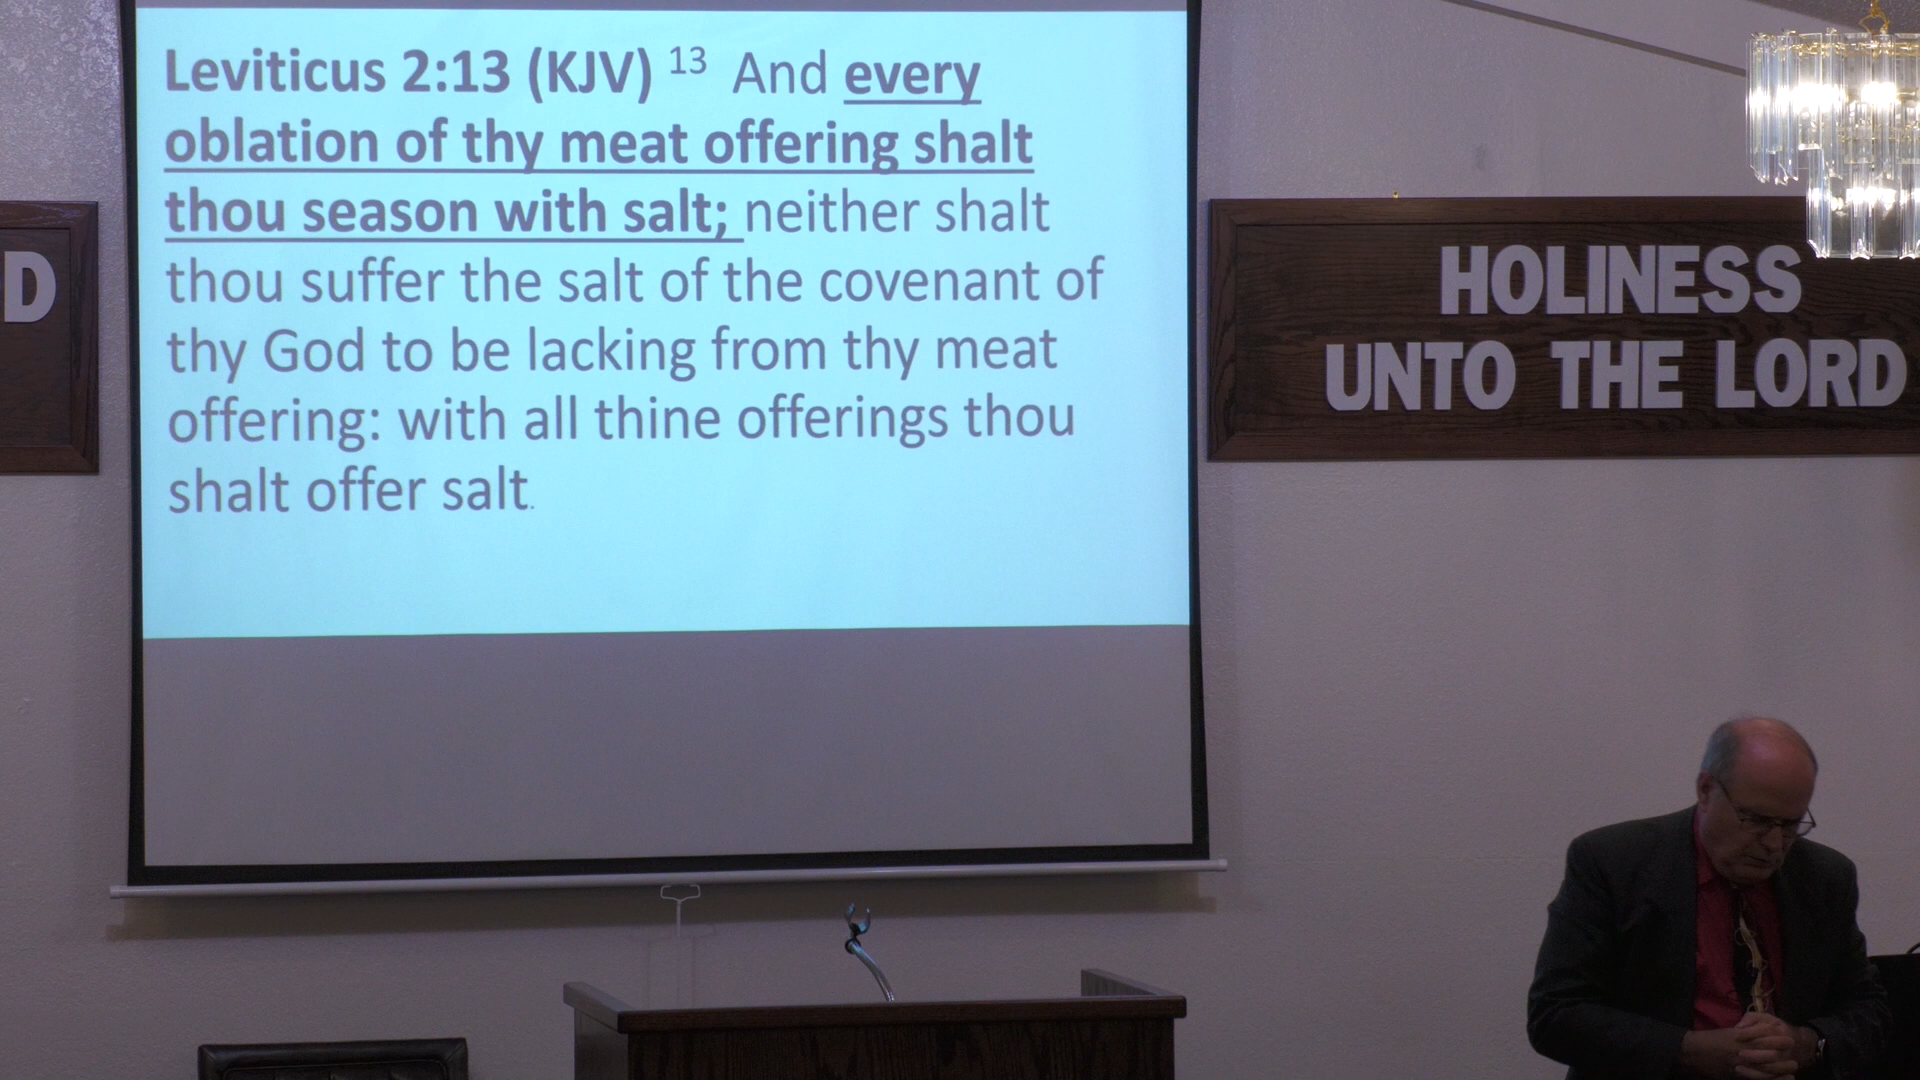 Leviticus 2:13 (KJV) 13 And every
oblation of thy meat offering shalt
thou season with salt; neither shalt
thou suffer the salt of the covenant of
thy God to be lacking from thy meat
offering: with all thine offerings thou
shalt offer salt.
D
HOLINESS
UNTO THE LORD